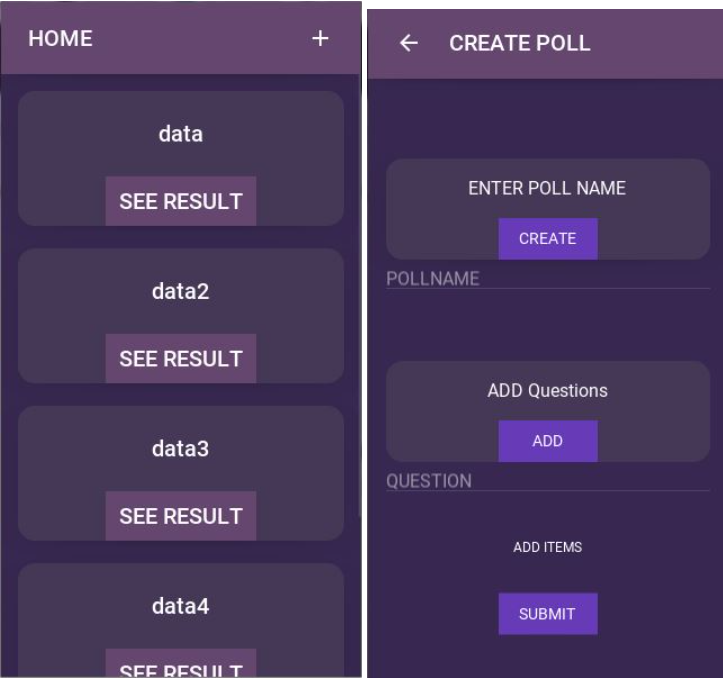 HOME +
data
SEE RESULT
data2
SEE RESULT
data3
SEE RESULT
data4
SEE RESULT
← CREATE POLL
ENTER POLL NAME
CREATE
POLLNAME
ADD Questions
ADD
QUESTION
ADD ITEMS
SUBMIT